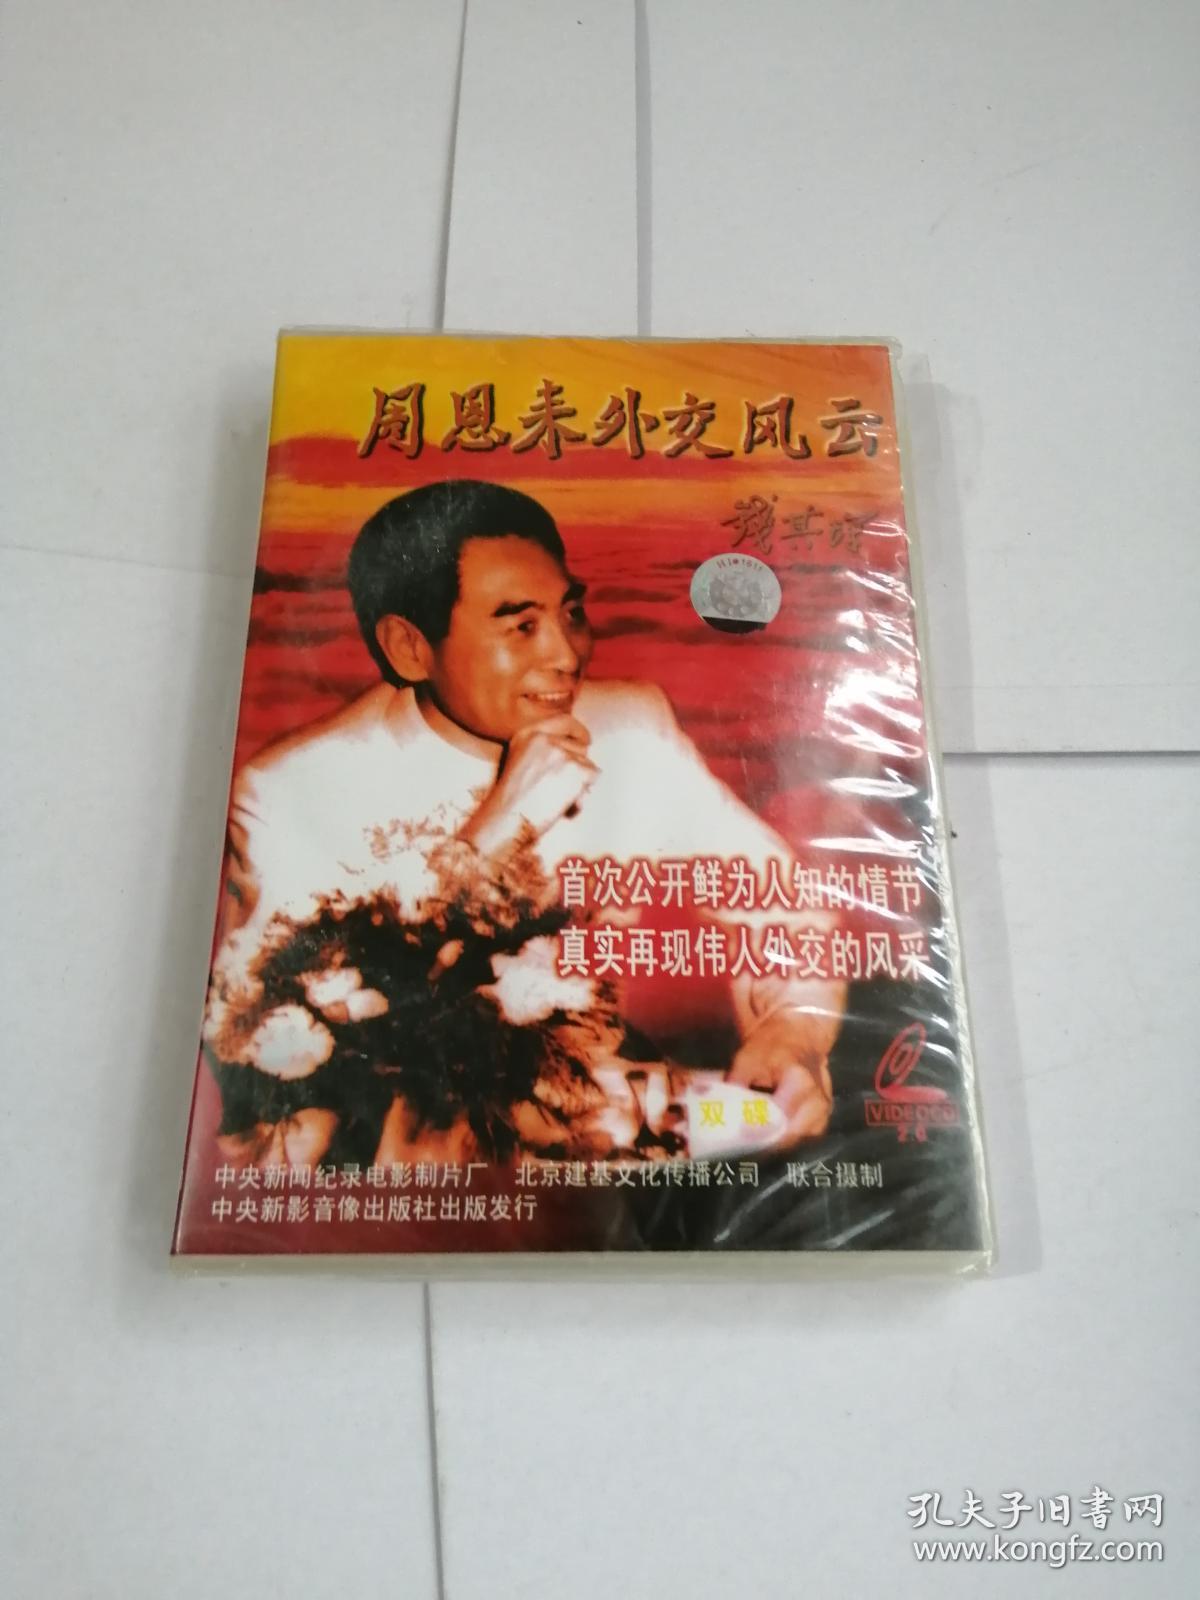 周恩来外交风云
钱其琛
首次公开鲜为人知的情节
真实再现伟人外交的风采
VIDEO CD
2.0
双碟
中央新闻纪录电影制片厂 北京建基文化传播公司 联合摄制
中央新影音像出版社出版发行
孔夫子旧书网
www.kongfz.com